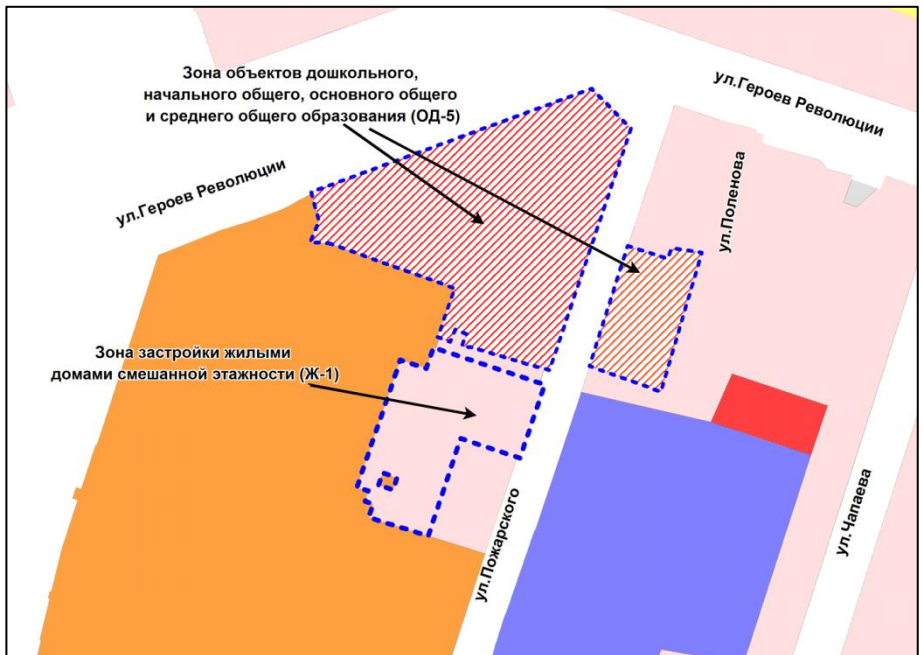 Зона объектов дошкольного,
начального общего, основного общего
и среднего общего образования (ОД-5)
ул.Героев Революции
ул.Героев Революции
ул.Поленова
Зона застройки жилыми
домами смешанной этажности (Ж-1)
ул.Пожарского
ул.Чапаева